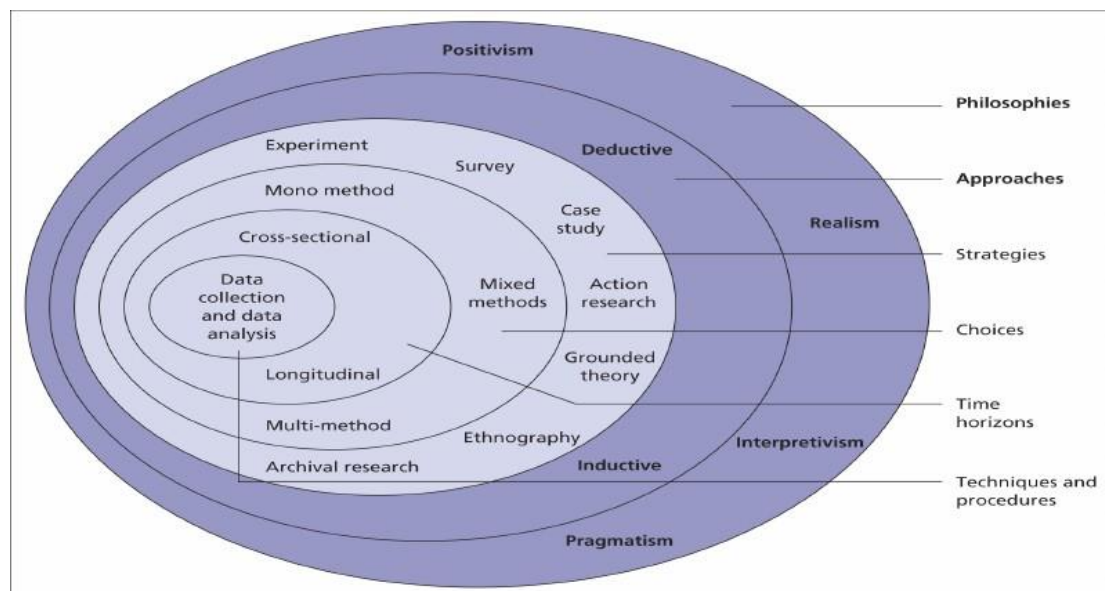 Positivism
Philosophies
Experiment
Deductive
Survey
Approaches
Mono method
Case
study
Realism
Cross-sectional
Strategies
Data
collection
and data
analysis
Mixed
methods
Action
research
Choices
Grounded
theory
Longitudinal
Time
horizons
Multi-method
Ethnography
Interpretivism
Archival research
Inductive
Techniques and
procedures
Pragmatism